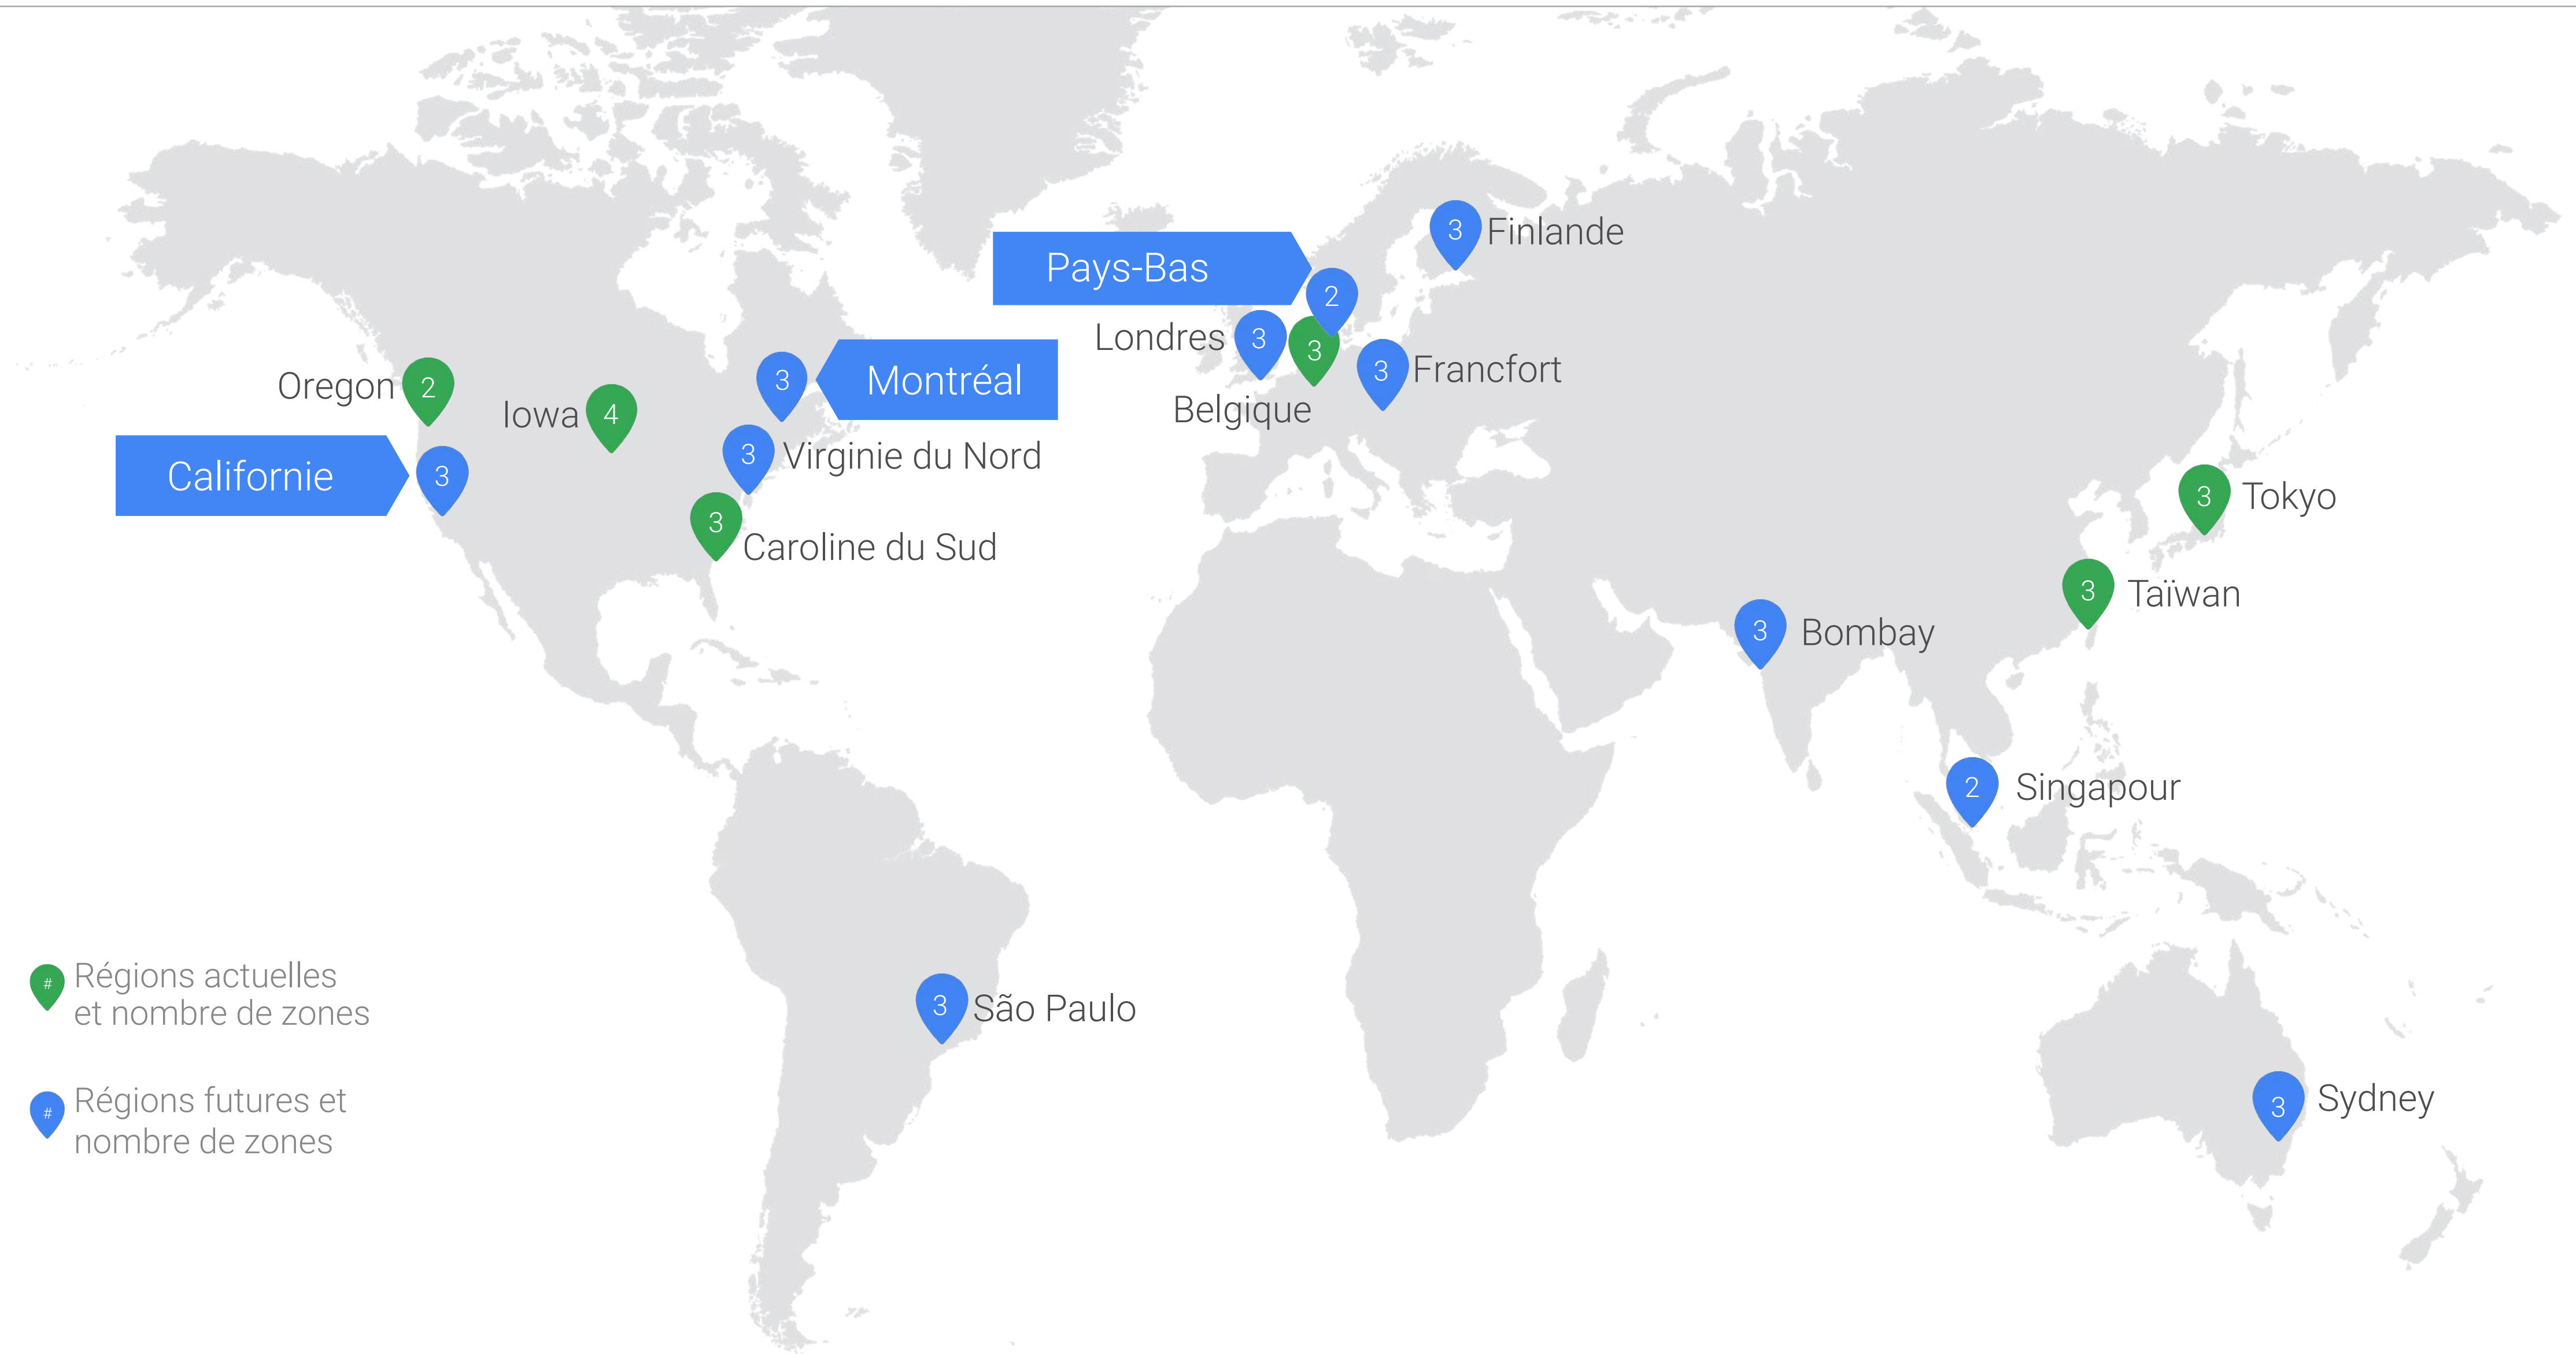 3 Finlande
Pays-Bas
2
Londres 3
3
Belgique
3 Francfort
Oregon 2
Iowa 4
3 Montréal
Californie 3
3 Virginie du Nord
3 Caroline du Sud
3 Tokyo
3 Taïwan
3 Bombay
2 Singapour
3 São Paulo
3 Sydney
# Régions actuelles
et nombre de zones
# Régions futures et
nombre de zones